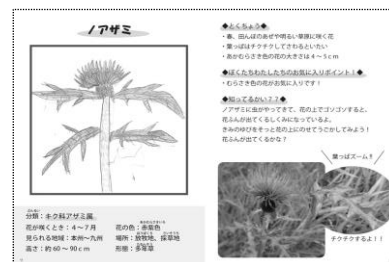 ノアザミ
分類：キク科アザミ属
花が咲くとき：4〜7月
花の色：赤紫色
見られる地域：本州〜九州
場所：放牧地、採草地
高さ：約60〜90cm
形態：多年草
◆とくちょう◆
・春、田んぼのあぜや明るい草原に咲く花
・葉っぱはチクチクしてさわるといたい
・あかむらさき色の花の大きさは4〜5cm
◆ぼくたちわたしたちのお気に入りポイント！◆
・むらさき色の花がお気に入りです！
◆知ってるかい？？◆
ノアザミに虫がやってきて、花の上でゴソゴソすると、
花ふんが出てくるしくみになっているよ。
きみのゆびをそっと花の上にのせてうごかしてみよう！
花ふんが出てくるかな？
葉っぱズーム！
チクチクするよ！！